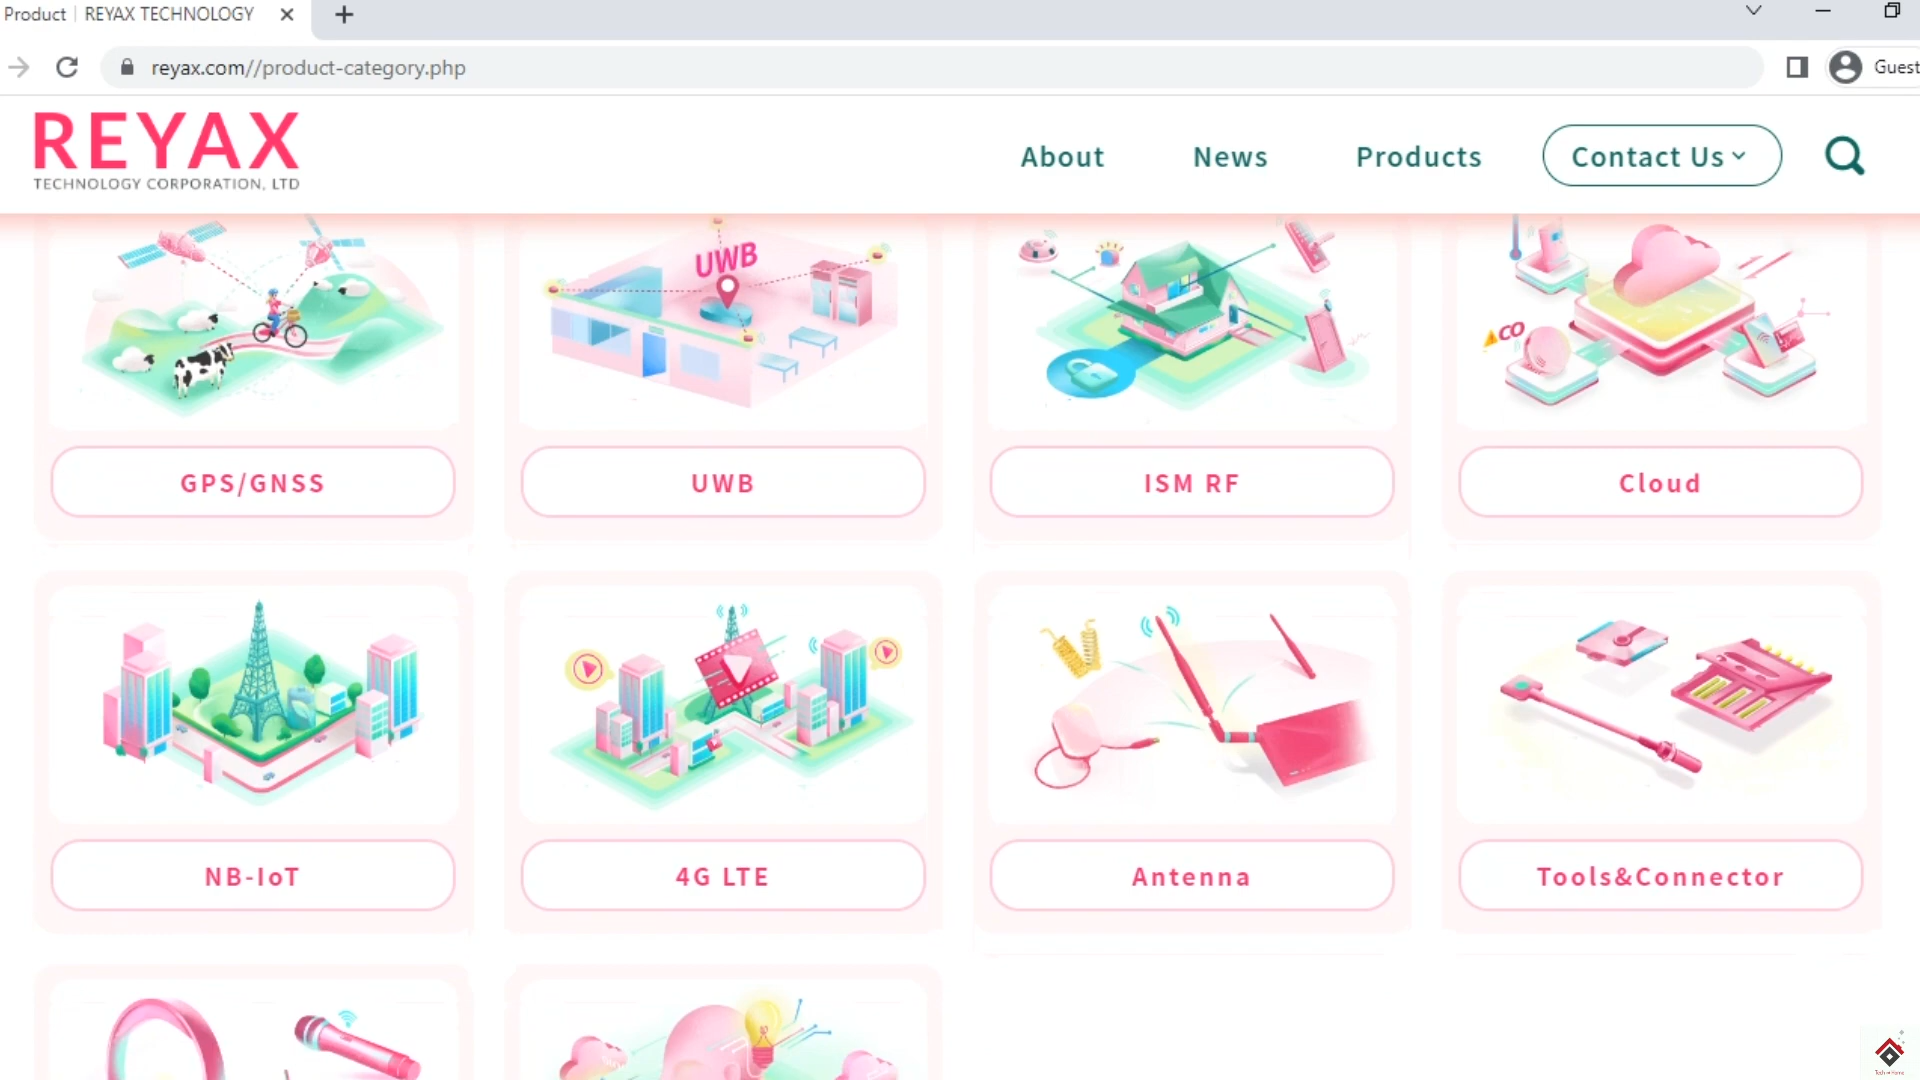 Product | REYAX TECHNOLOGY
reyax.com//product-category.php
Guest
REYAX
TECHNOLOGY CORPORATION, LTD
About
News
Products
Contact Us
UWB
CO
GPS/GNSS
UWB
ISM RF
Cloud
NB-IoT
4G LTE
Antenna
Tools&Connector